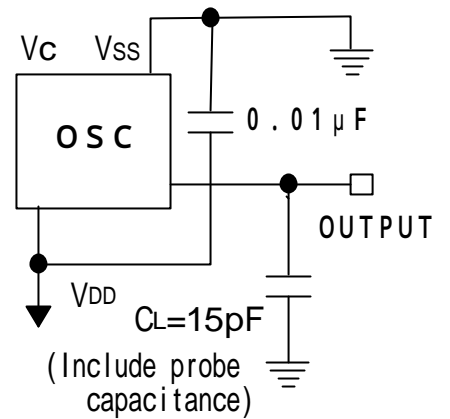 Vc Vss
OSC
0.01μF
OUTPUT
VDD
CL=15pF
(Include probe
capacitance)